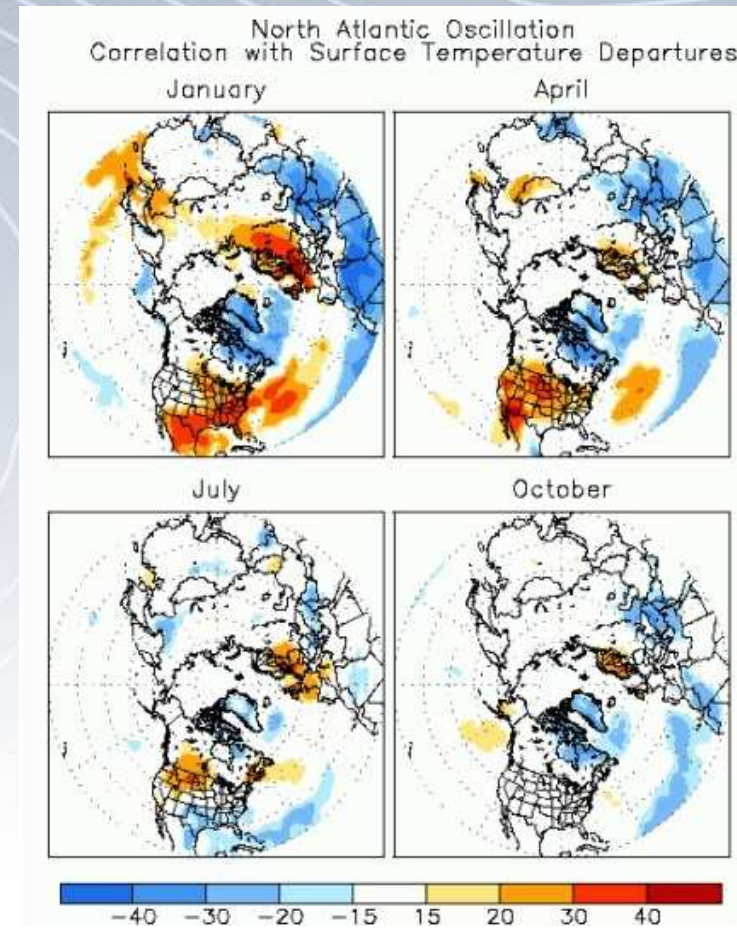 North Atlantic Oscillation
Correlation with Surface Temperature Departures
January
April
July
October
-40 -30 -20 -15 15 20 30 40